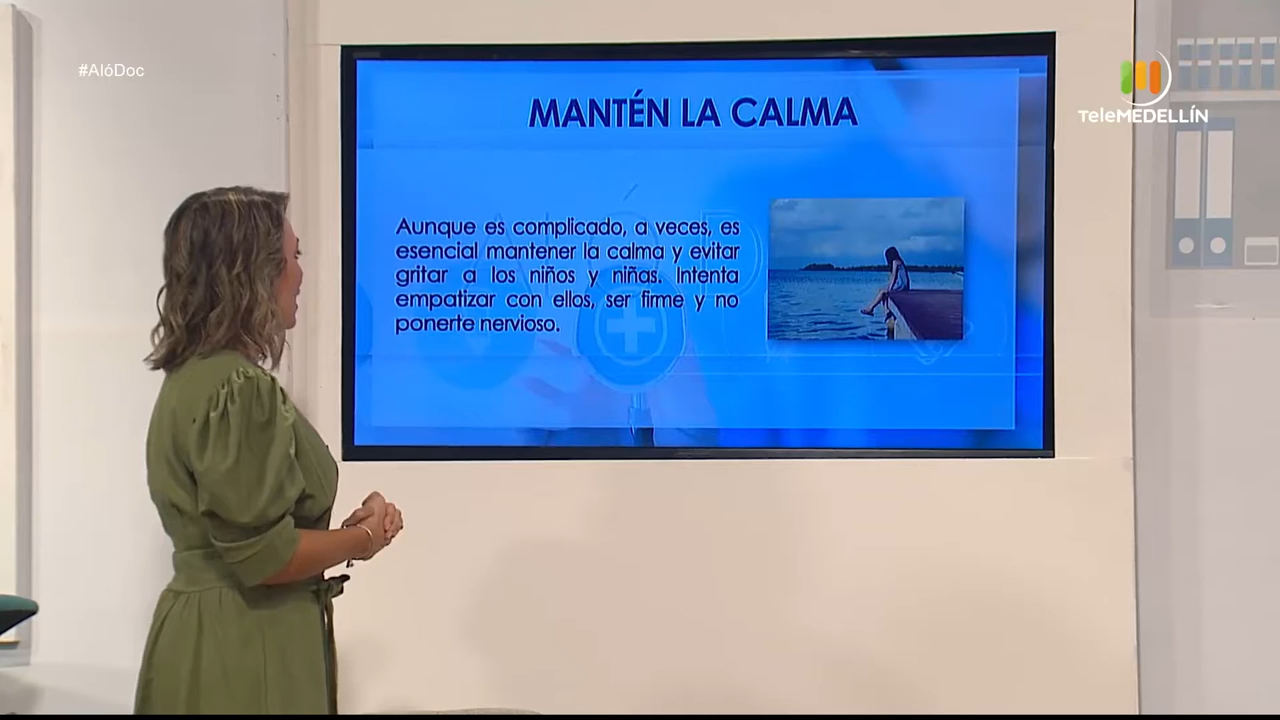 #AlóDoc
TeleMEDELLÍN
MANTÉN LA CALMA
Aunque es complicado, a veces, es
esencial mantener la calma y evitar
gritar a los niños y niñas. Intenta
empatizar con ellos, ser firme y no
ponerte nervioso.